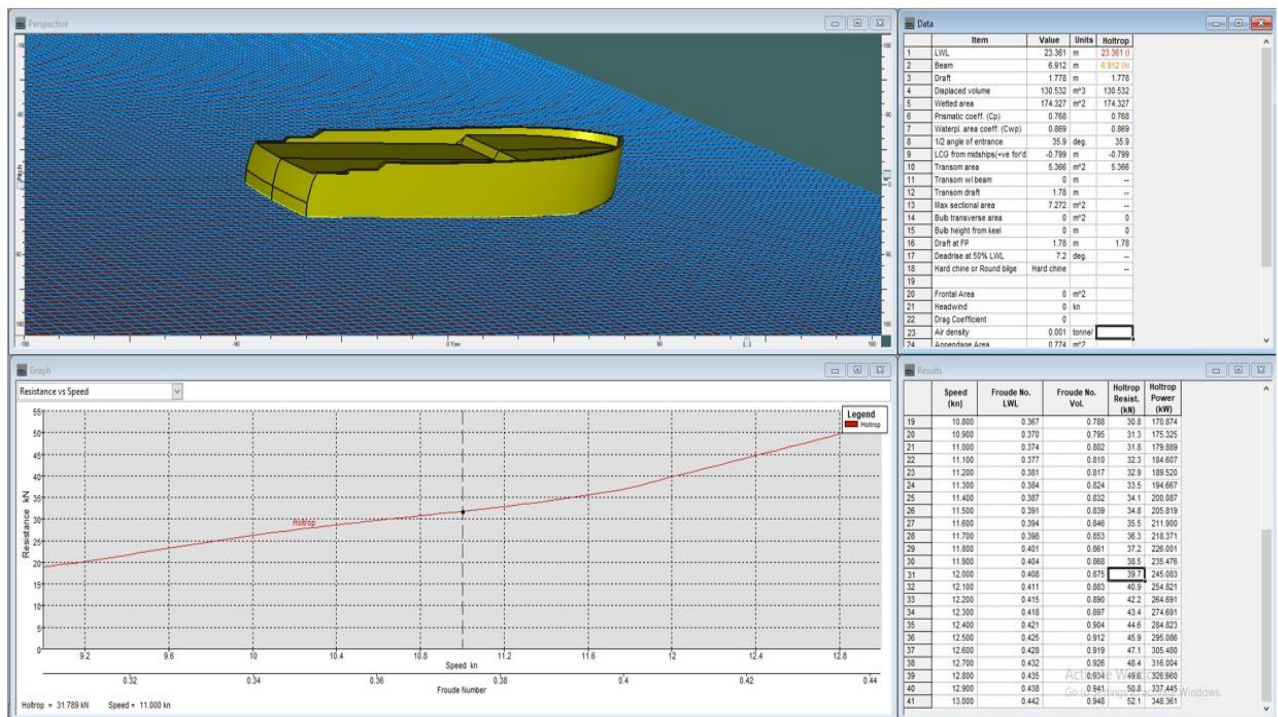 Perspective
Pitch
0 Yaw
Data
Item Value Units Holtrop
1 LWL 23.361 m 23.361 (l
2 Beam 6.912 m 6.912 (hi
3 Draft 1.778 m 1.778
4 Displaced volume 130.532 m^3 130.532
5 Wetted area 174.327 m^2 174.327
6 Prismatic coeff. (Cp) 0.768 0.768
7 Waterpl. area coeff. (Cwp) 0.869 0.869
8 1/2 angle of entrance 35.9 deg. 35.9
9 LCG from midships(+ve for'd -0.799 m -0.799
10 Transom area 5.366 m^2 5.366
11 Transom wl beam 0 m --
12 Transom draft 1.78 m --
13 Max sectional area 7.272 m^2 --
14 Bulb transverse area 0 m^2 0
15 Bulb height from keel 0 m 0
16 Draft at FP 1.78 m 1.78
17 Deadrise at 50% LWL 7.2 deg. --
18 Hard chine or Round bilge Hard chine --
19
20 Frontal Area 0 m^2
21 Headwind 0 kn
22 Drag Coefficient 0
23 Air density 0.001 tonne/
24 Appendage Area 0.774 m^2
Graph
Resistance vs Speed
Legend
Holtrop
55
50
45
40
35
30
25
20
15
10
5
0
Resistance kN
Holtrop
9.2 9.6 10 10.4 10.8 11.2 11.6 12 12.4 12.8
Speed kn
0.32 0.34 0.36 0.38 0.4 0.42 0.44
Froude Number
Holtrop = 31.789 kN Speed = 11.000 kn
Results
Speed (kn) Froude No. LWL Froude No. Vol. Holtrop Resist. (kN) Holtrop Power (kW)
19 10.800 0.367 0.788 30.8 170.874
20 10.900 0.370 0.795 31.3 175.325
21 11.000 0.374 0.802 31.8 179.889
22 11.100 0.377 0.810 32.3 184.607
23 11.200 0.381 0.817 32.9 189.520
24 11.300 0.384 0.824 33.5 194.667
25 11.400 0.387 0.832 34.1 200.087
26 11.500 0.391 0.839 34.8 205.819
27 11.600 0.394 0.846 35.5 211.900
28 11.700 0.398 0.853 36.3 218.371
29 11.800 0.401 0.861 37.2 226.001
30 11.900 0.404 0.868 38.5 235.476
31 12.000 0.408 0.875 39.7 245.083
32 12.100 0.411 0.883 40.9 254.821
33 12.200 0.415 0.890 42.2 264.691
34 12.300 0.418 0.897 43.4 274.691
35 12.400 0.421 0.904 44.6 284.823
36 12.500 0.425 0.912 45.9 295.086
37 12.600 0.428 0.919 47.1 305.480
38 12.700 0.432 0.926 48.4 316.004
39 12.800 0.435 0.934 49.6 326.660
40 12.900 0.438 0.941 50.8 337.445
41 13.000 0.442 0.948 52.1 348.361